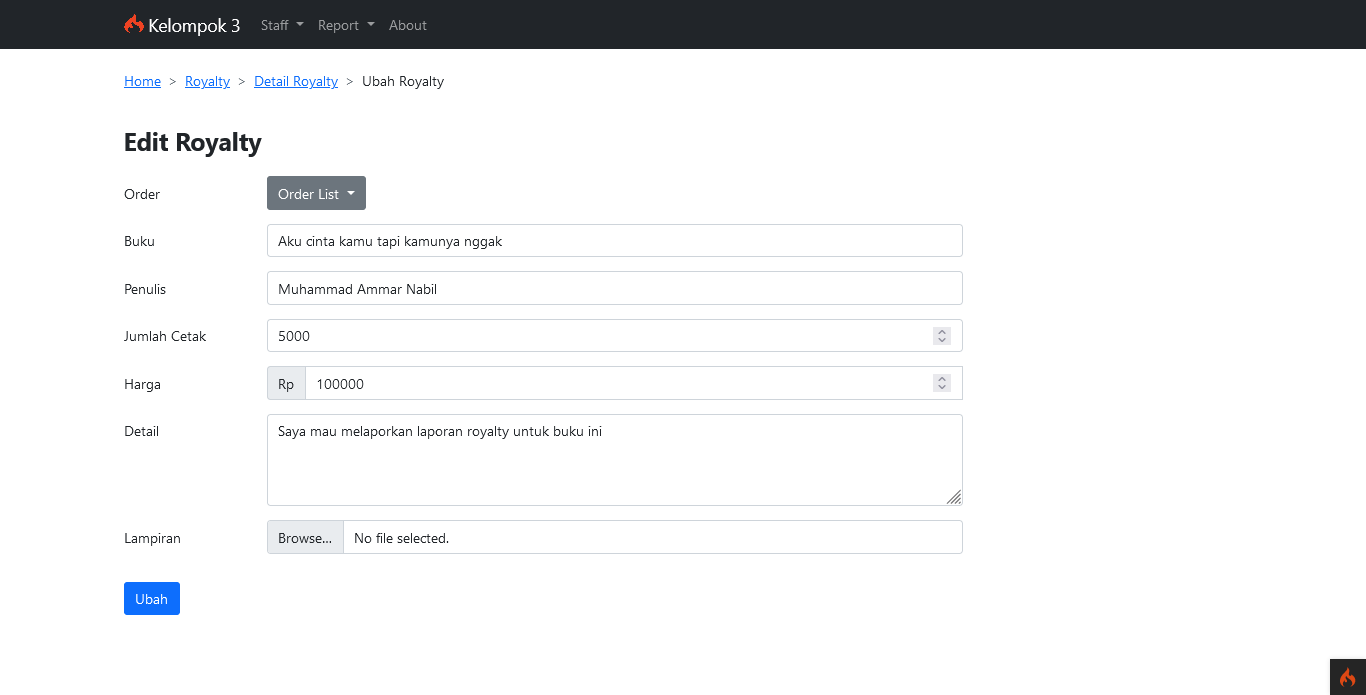 Kelompok 3 Staff Report About
Home > Royalty > Detail Royalty > Ubah Royalty
Edit Royalty
Order Order List
Buku Aku cinta kamu tapi kamunya nggak
Penulis Muhammad Ammar Nabil
Jumlah Cetak 5000
Harga Rp 100000
Detail Saya mau melaporkan laporan royalty untuk buku ini
Lampiran Browse... No file selected.
Ubah